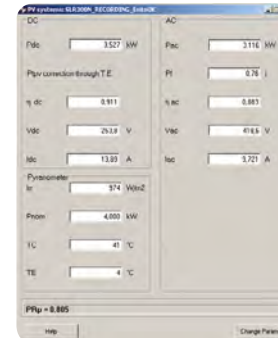 PV systems: SLR300N_RECORDING_
DC
Pdc 3.527 kW
Ppv correction through T.E.
η dc 0.911
Vdc 253.9 V
Idc 13.89 A
Pyranometer
Irr 974 W/m2
Pnom 4,000 kW
TC 41 °C
TE 4 °C
AC
Pac 3.116 kW
Pf 0.76 i
η ac 0.883
Vac 418.6 V
Iac 5,721 A
PRp = 0.805
Help
Change Param